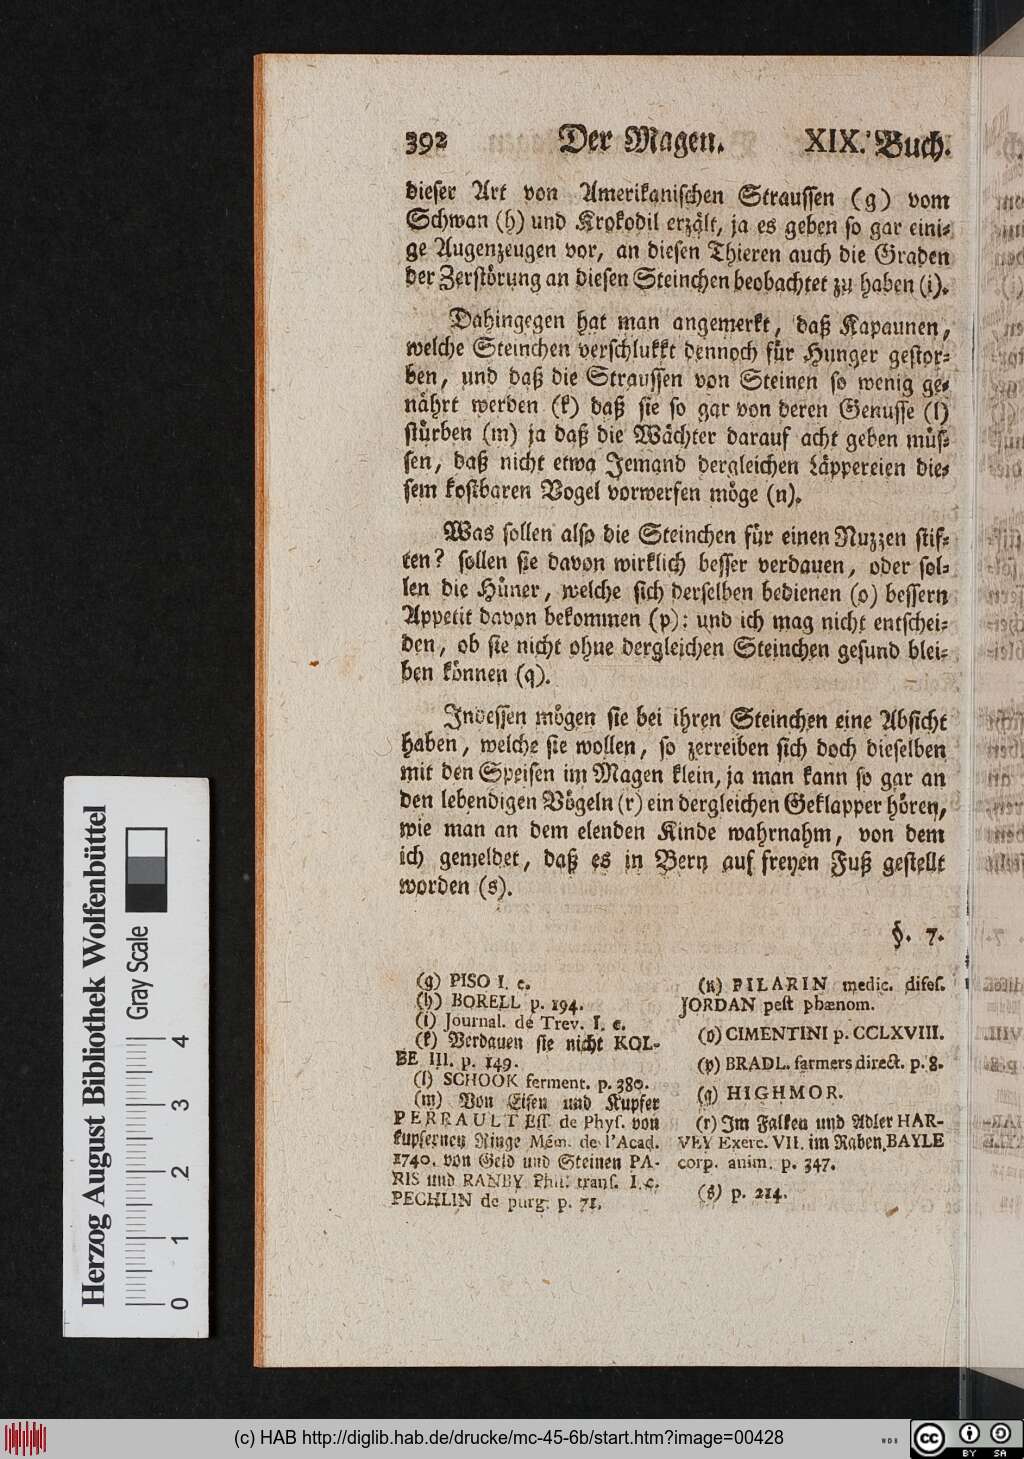 392 Der Magen. XIX. Buch.
dieser Art von Amerikanischen Straussen (g) vom
Schwan (h) und Krokodil erzält, ja es geben so gar eini-
ge Augenzeugen vor, an diesen Thieren auch die Graden
der Zerstörung an diesen Steinchen beobachtet zu haben (i).
Dahingegen hat man angemerkt, daß Kapaunen,
welche Steinchen verschlukkt dennoch für Hunger gestor-
ben, und daß die Straussen von Steinen so wenig ge-
nährt werden (k) daß sie so gar von deren Genusse (l)
stürben (m) ja daß die Wächter darauf acht geben müs-
sen, daß nicht etwa Jemand dergleichen Läppereien die-
sem kostbaren Vogel vorwerfen möge (n).
Was sollen also die Steinchen für einen Nuzzen stif-
ten? sollen sie davon wirklich besser verdauen, oder sol-
len die Hüner, welche sich derselben bedienen (o) bessern
Appetit davon bekommen (p): und ich mag nicht entschei-
den, ob sie nicht ohne dergleichen Steinchen gesund blei-
ben können (q).
Indessen mögen sie bei ihren Steinchen eine Absicht
haben, welche sie wollen, so zerreiben sich doch dieselben
mit den Speisen im Magen klein, ja man kann so gar an
den lebendigen Vögeln (r) ein dergleichen Geklapper hören,
wie man an dem elenden Kinde wahrnahm, von dem
ich gemeldet, daß es in Bern auf freyen Fuß gestellt
worden (s).
§. 7.
(g) PISO I. c.
(h) BORELL p. 194.
(i) Journal. de Trev. I. c.
(k) Verdauen sie nicht KOL-
BE III. p. 149.
(l) SCHOOK ferment. p. 380.
(m) Von Eisen und Kupfer
PERRAULT Ess. de Phys. von
kupfernen Ringe Mém. de l'Acad.
1740. von Geld und Steinen PA-
RIS und RANBY Phil. trans. I. c.
PECHLIN de purg. p. 71.
(n) PILARIN medic. difes.
JORDAN pest phænom.
(o) CIMENTINI p. CCLXVIII.
(p) BRADL. farmers direct. p. 8.
(q) HIGHMOR.
(r) Im Falken und Adler HAR-
VEY Exerc. VII. im Raben BAYLE
corp. anim. p. 347.
(s) p. 214.
Herzog August Bibliothek Wolfenbüttel
Gray Scale
0 1 2 3 4
(c) HAB http://diglib.hab.de/drucke/mc-45-6b/start.htm?image=00428
WDB
cc BY SA